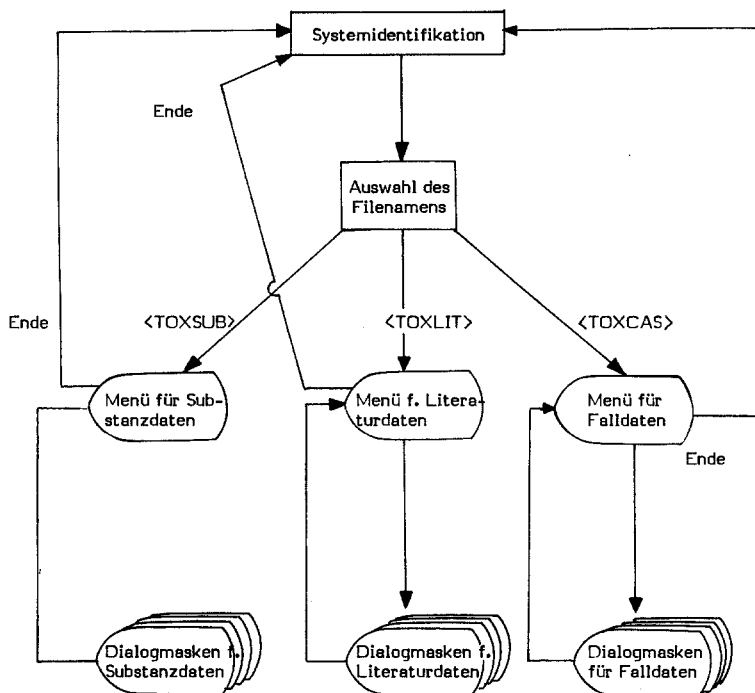 Systemidentifikation
Ende
Auswahl des
Filenamens
Ende
<TOXSUB>
<TOXLIT>
<TOXCAS>
Menü für Sub-
stanzdaten
Menü f. Litera-
turdaten
Menü für
Falldaten
Ende
Dialogmasken f.
Substanzdaten
Dialogmasken f.
Literaturdaten
Dialogmasken
für Falldaten